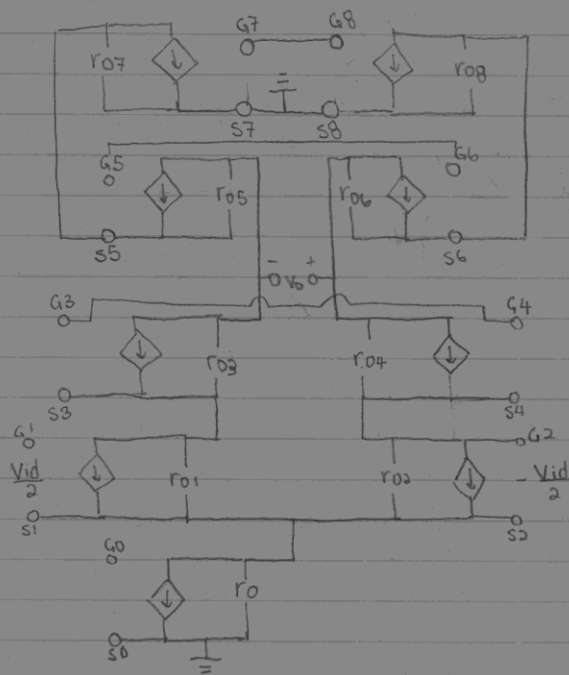 G7 G8
ro7 ro8
S7 S8
G5 G6
ro5 ro6
S5 S6
- Vo +
G3 G4
ro3 ro4
S3 S4
G1 G2
Vid/2 ro1 ro2 -Vid/2
S1 S2
G0
ro
S0